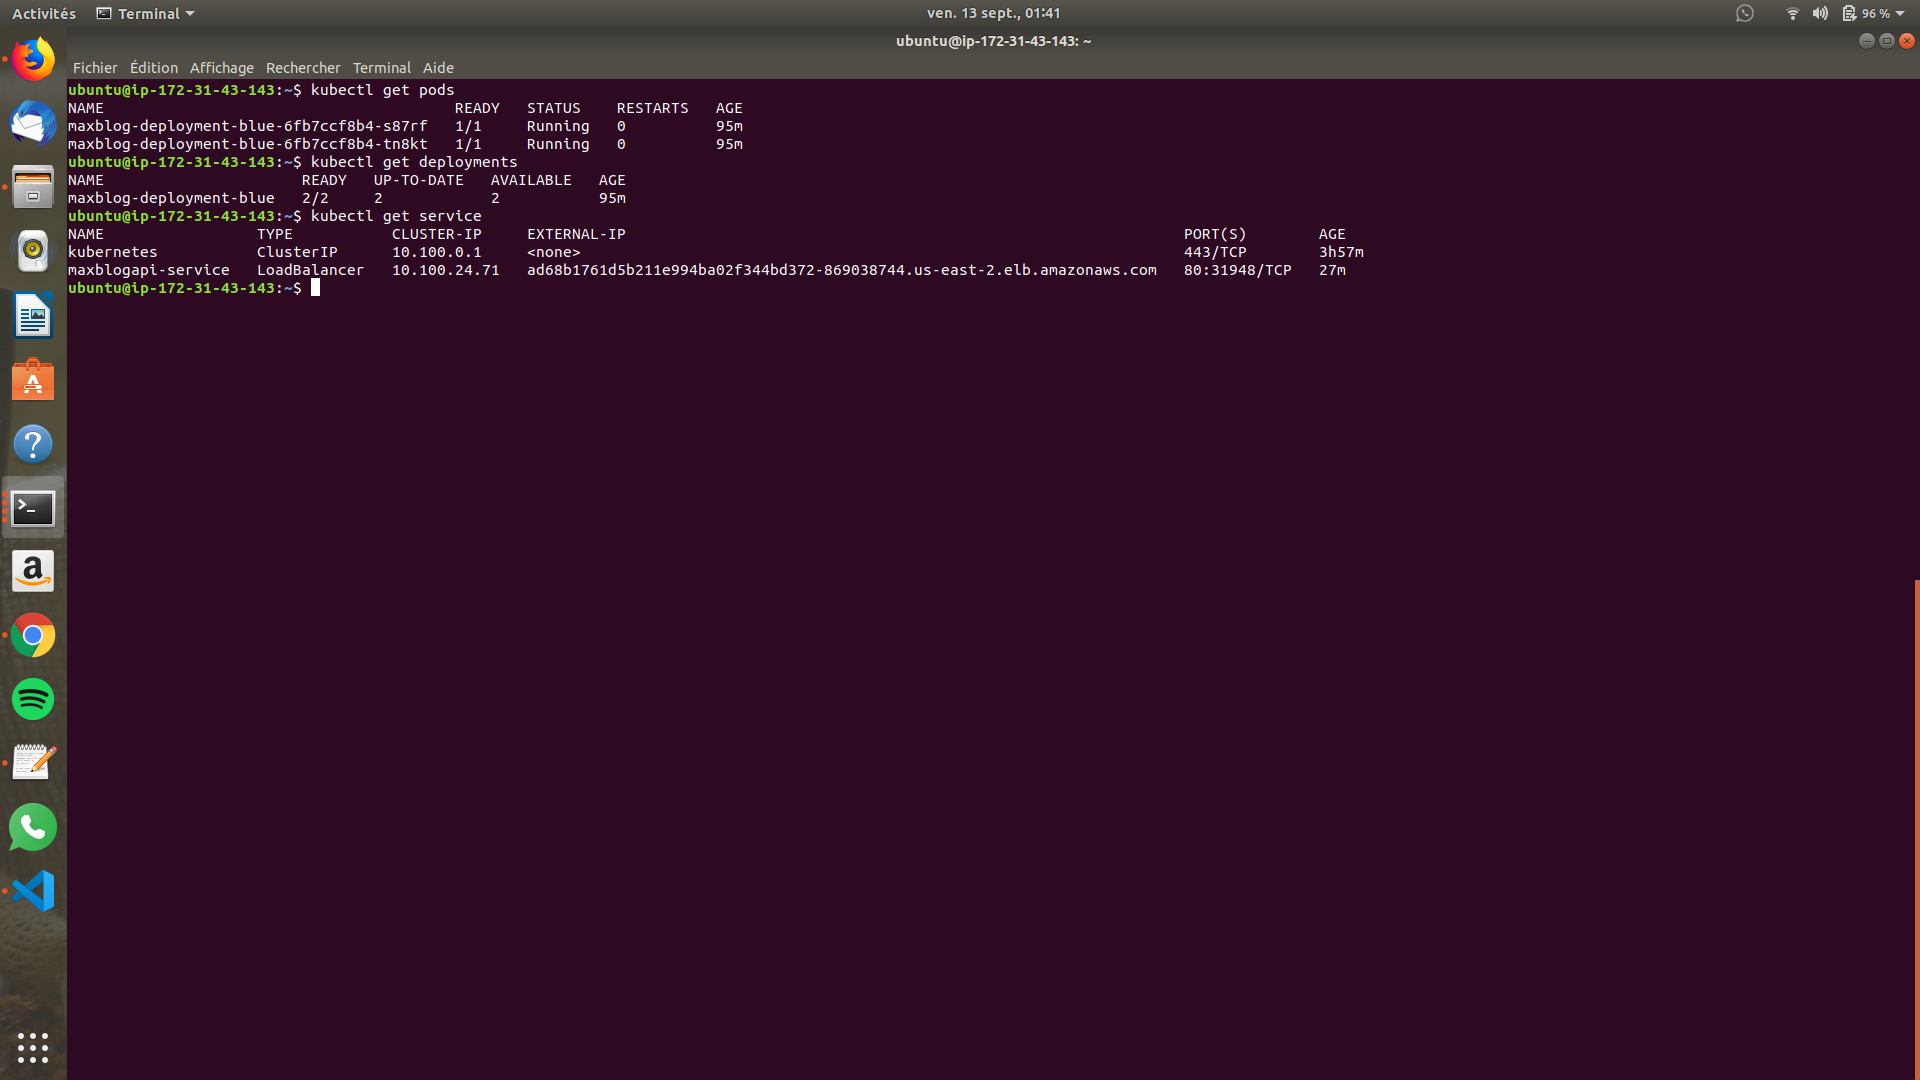 Activités Terminal ven. 13 sept., 01:41 96 %
ubuntu@ip-172-31-43-143: ~
Fichier Édition Affichage Rechercher Terminal Aide
ubuntu@ip-172-31-43-143:~$ kubectl get pods
NAME READY STATUS RESTARTS AGE
maxblog-deployment-blue-6fb7ccf8b4-s87rf 1/1 Running 0 95m
maxblog-deployment-blue-6fb7ccf8b4-tn8kt 1/1 Running 0 95m
ubuntu@ip-172-31-43-143:~$ kubectl get deployments
NAME READY UP-TO-DATE AVAILABLE AGE
maxblog-deployment-blue 2/2 2 2 95m
ubuntu@ip-172-31-43-143:~$ kubectl get service
NAME TYPE CLUSTER-IP EXTERNAL-IP PORT(S) AGE
kubernetes ClusterIP 10.100.0.1 <none> 443/TCP 3h57m
maxblogapi-service LoadBalancer 10.100.24.71 ad68b1761d5b211e994ba02f344bd372-869038744.us-east-2.elb.amazonaws.com 80:31948/TCP 27m
ubuntu@ip-172-31-43-143:~$